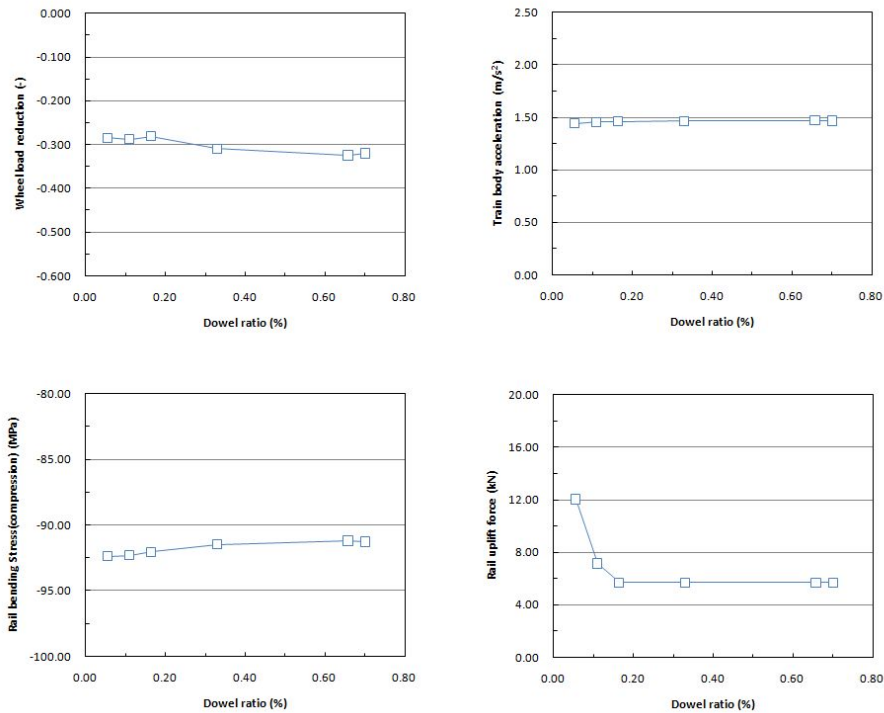 0.000
-0.100
-0.200
-0.300
-0.400
-0.500
-0.600
Wheel load reduction (-)
0.00 0.20 0.40 0.60 0.80
Dowel ratio (%)
2.50
2.00
1.50
1.00
0.50
0.00
Train body acceleration (m/s²)
0.00 0.20 0.40 0.60 0.80
Dowel ratio (%)
-80.00
-85.00
-90.00
-95.00
-100.00
Rail bending Stress(compression) (MPa)
0.00 0.20 0.40 0.60 0.80
Dowel ratio (%)
20.00
16.00
12.00
8.00
4.00
0.00
Rail uplift force (kN)
0.00 0.20 0.40 0.60 0.80
Dowel ratio (%)